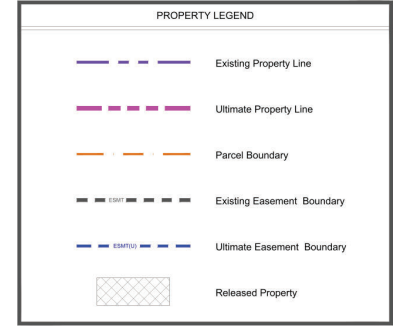 PROPERTY LEGEND
Existing Property Line
Ultimate Property Line
Parcel Boundary
ESMT Existing Easement Boundary
ESMT(U) Ultimate Easement Boundary
Released Property